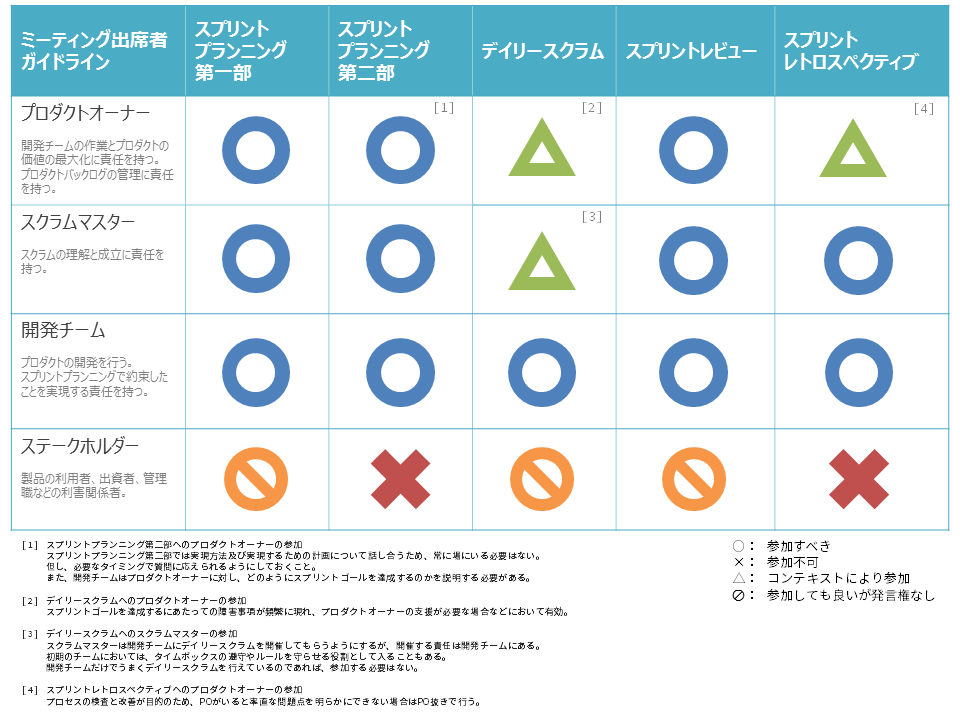 ミーティング出席者
ガイドライン
スプリント
プランニング
第一部
スプリント
プランニング
第二部
デイリースクラム
スプリントレビュー
スプリント
レトロスペクティブ
プロダクトオーナー
開発チームの作業とプロダクトの
価値の最大化に責任を持つ。
プロダクトバックログの管理に責任
を持つ。
[1]
[2]
[4]
スクラムマスター
スクラムの理解と成立に責任を
持つ。
[3]
開発チーム
プロダクトの開発を行う。
スプリントプランニングで約束した
ことを実現する責任を持つ。
ステークホルダー
製品の利用者、出資者、管理
職などの利害関係者。
[1] スプリントプランニング第二部へのプロダクトオーナーの参加
スプリントプランニング第二部では実現方法及び実現するための計画について話し合うため、常に場にいる必要はない。
但し、必要なタイミングで質問に応えられるようにしておくこと。
また、開発チームはプロダクトオーナーに対し、どのようにスプリントゴールを達成するのかを説明する必要がある。
[2] デイリースクラムへのプロダクトオーナーの参加
スプリントゴールを達成するにあたっての障害事項が頻繁に現れ、プロダクトオーナーの支援が必要な場合などにおいて有効。
[3] デイリースクラムへのスクラムマスターの参加
スクラムマスターは開発チームにデイリースクラムを開催してもらうようにするが、開催する責任は開発チームにある。
初期のチームにおいては、タイムボックスの遵守やルールを守らせる役割として入ることもある。
開発チームだけでうまくデイリースクラムを行えているのであれば、参加する必要はない。
[4] スプリントレトロスペクティブへのプロダクトオーナーの参加
プロセスの検査と改善が目的のため、POがいると率直な問題点を明らかにできない場合はPO抜きで行う。
○： 参加すべき
×： 参加不可
△： コンテキストにより参加
⊘： 参加しても良いが発言権なし